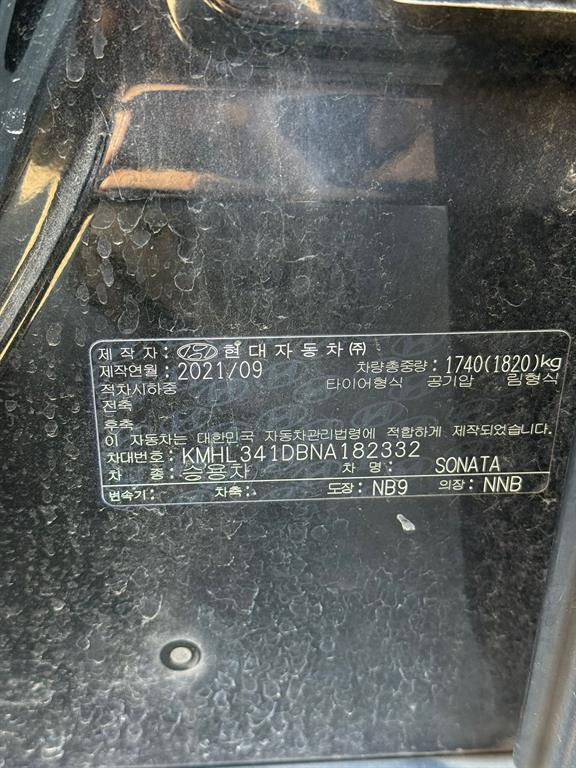 제 작 자 : 현대자동차㈜
제작연월 : 2021/09 차량총중량 : 1740(1820)kg
적차시하중 타이어형식 공기압 림형식
전축
후축
이 자동차는 대한민국 자동차관리법령에 적합하게 제작되었습니다.
차대번호 : KMHL341DBNA182332
차 종 : 승용차 차 명 : SONATA
변속기 : 차축 : 도장 : NB9 의장 : NNB